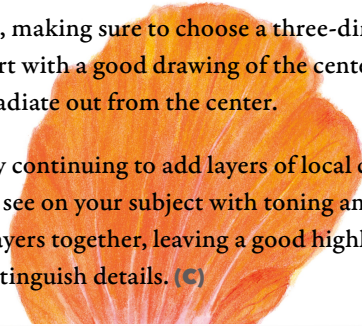 , making sure to choose a three-di
rt with a good drawing of the cente
adiate out from the center.
y continuing to add layers of local c
see on your subject with toning an
yers together, leaving a good highl
tinguish details. (C)